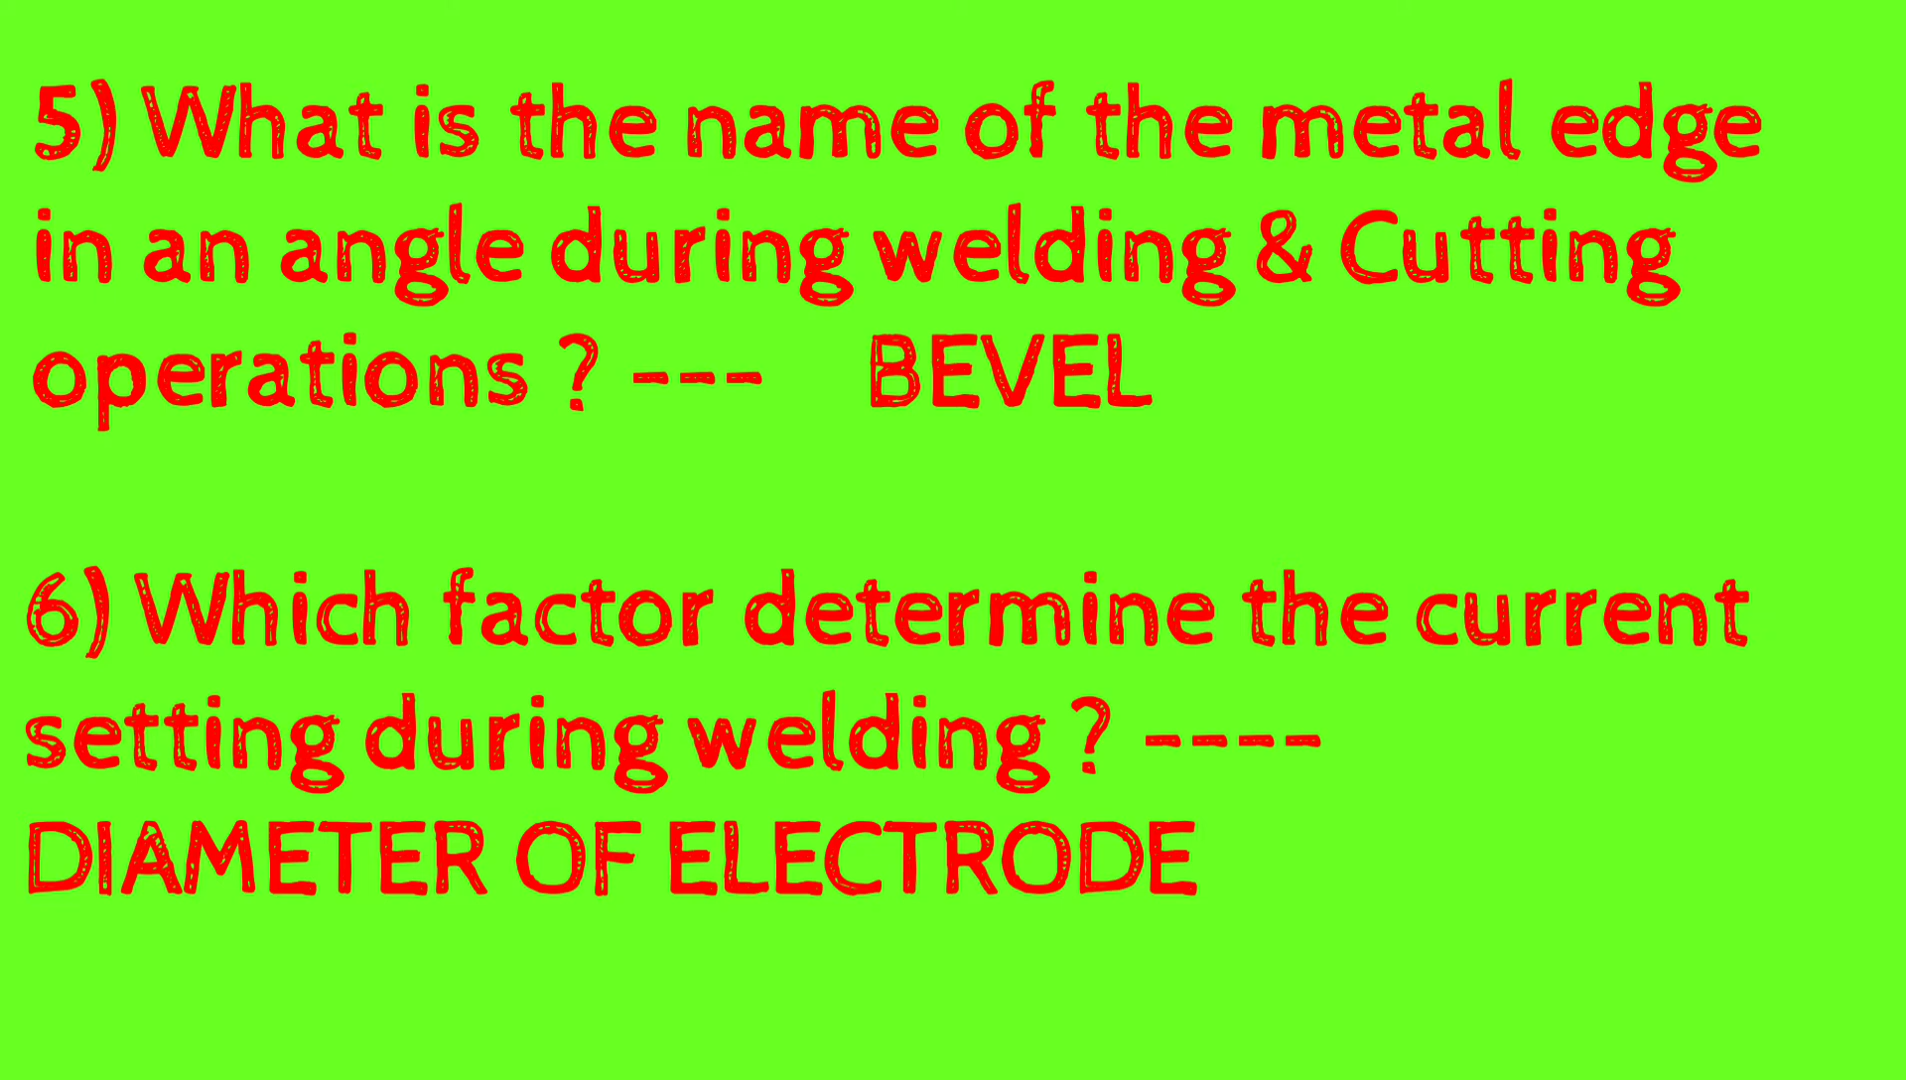 5) What is the name of the metal edge
in an angle during welding & Cutting
operations ? --- BEVEL
6) Which factor determine the current
setting during welding ? ----
DIAMETER OF ELECTRODE